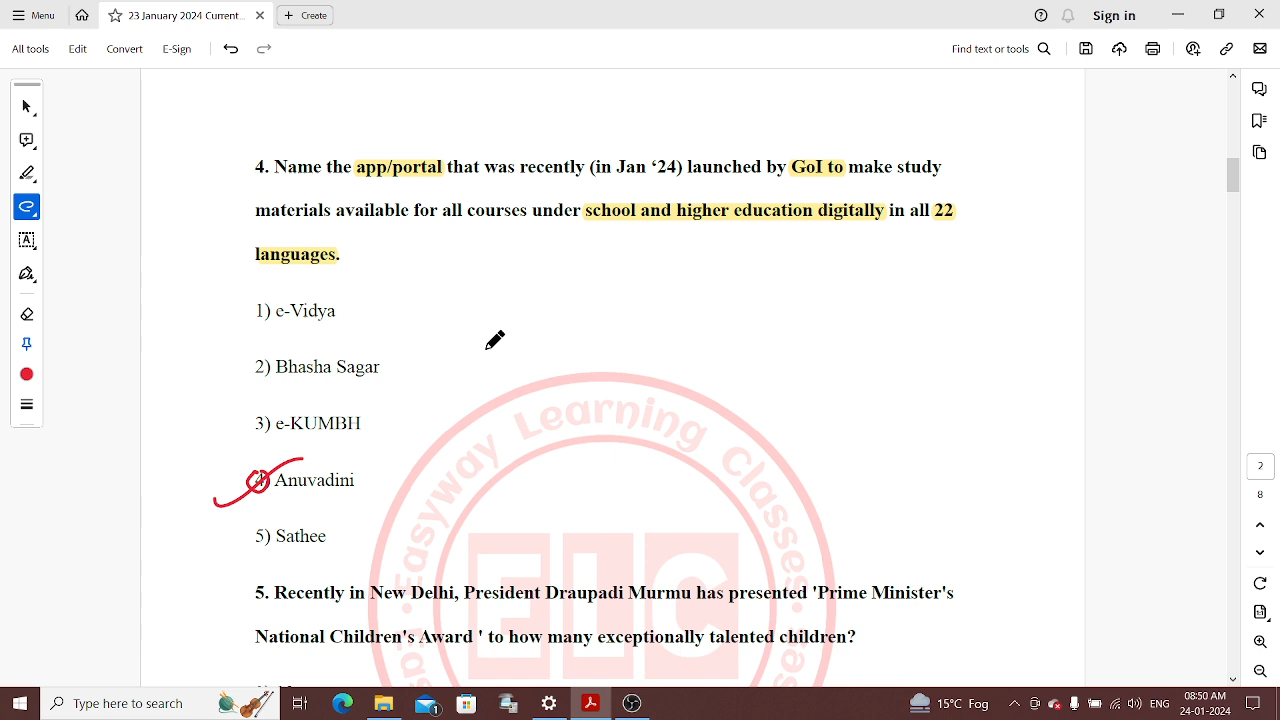 Menu
23 January 2024 Current...
Create
Sign in
All tools
Edit
Convert
E-Sign
Find text or tools
4. Name the app/portal that was recently (in Jan ‘24) launched by GoI to make study
materials available for all courses under school and higher education digitally in all 22
languages.
1) e-Vidya
2) Bhasha Sagar
3) e-KUMBH
4) Anuvadini
5) Sathee
5. Recently in New Delhi, President Draupadi Murmu has presented 'Prime Minister's
National Children's Award ' to how many exceptionally talented children?
Easyway Learning Classes
EIC
2
8
Type here to search
1
15°C Fog
ENG
08:50 AM
24-01-2024